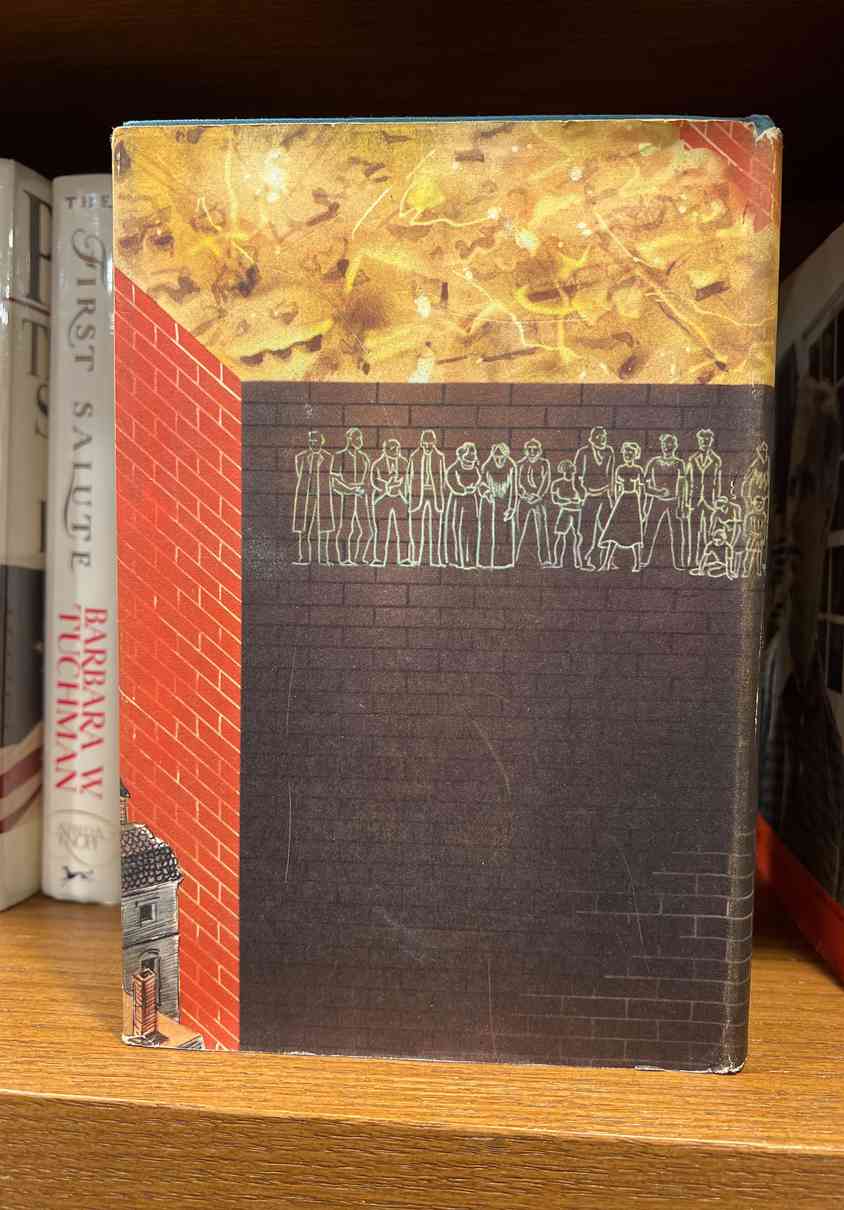 THE
FIRST SALUTE
BARBARA W.
TUCHMAN